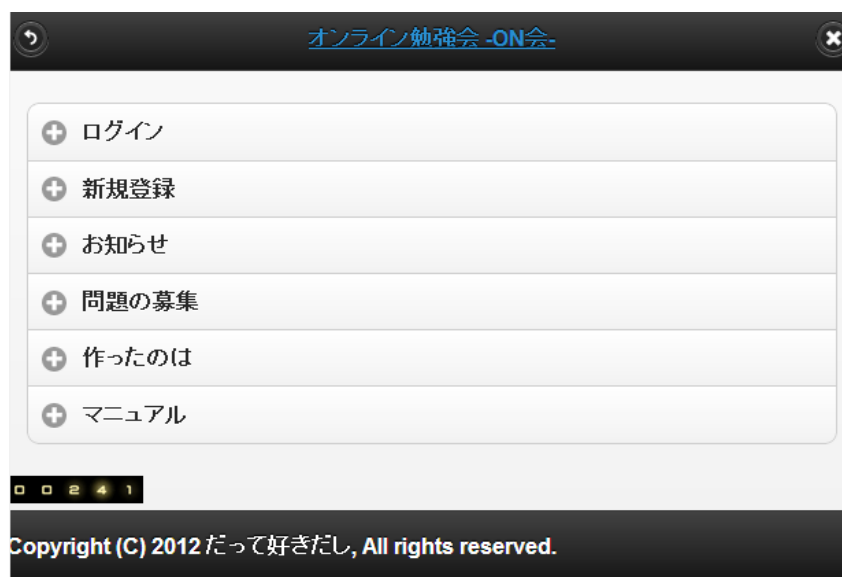 オンライン勉強会 -ON会-
ログイン
新規登録
お知らせ
問題の募集
作ったのは
マニュアル
00241
Copyright (C) 2012 だって好きだし, All rights reserved.